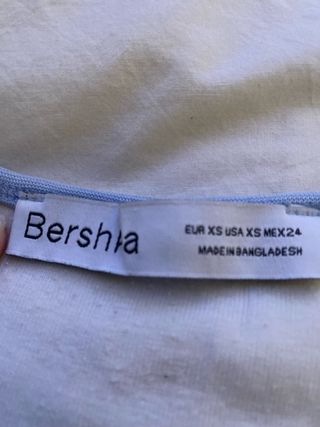 Bershka
EUR XS USA XS MEX 24
MADE IN BANGLADESH